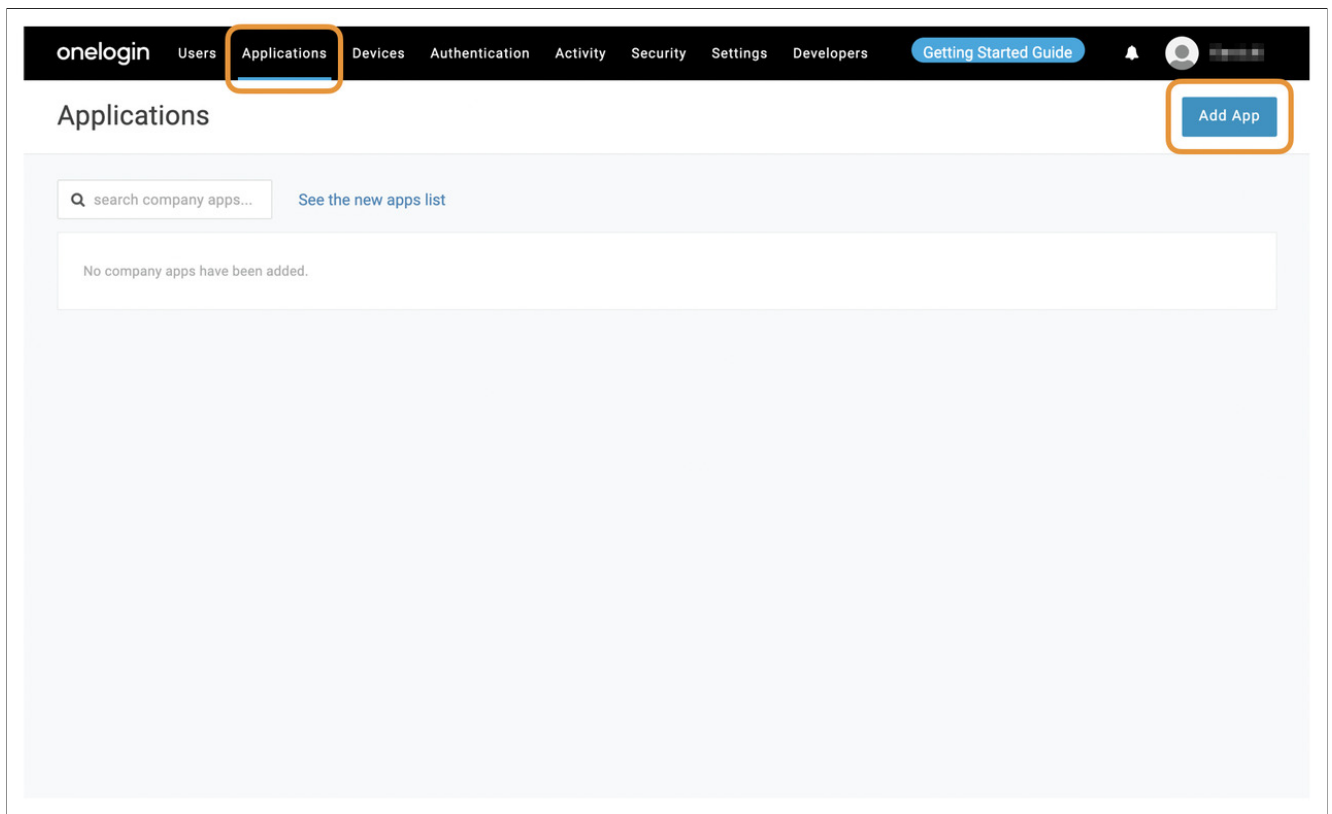 onelogin Users Applications Devices Authentication Activity Security Settings Developers Getting Started Guide
Applications
Add App
search company apps... See the new apps list
No company apps have been added.